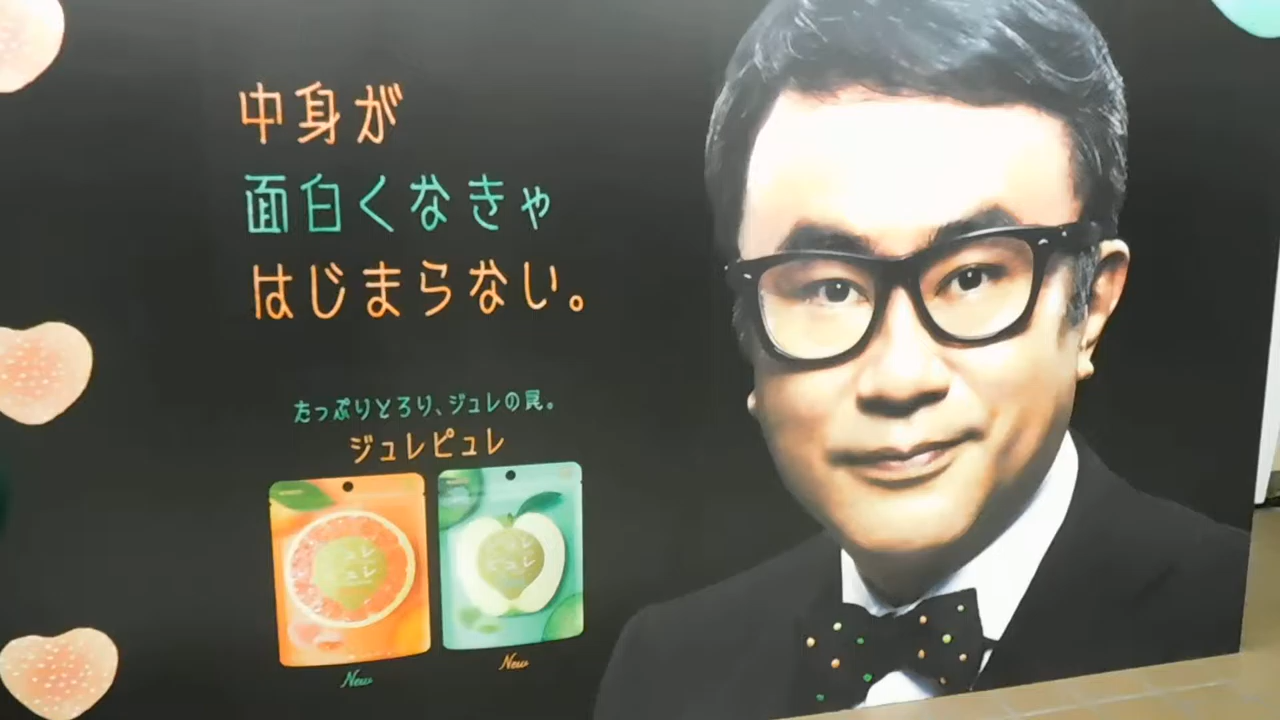 中身が
面白くなきゃ
はじまらない。
たっぷりとろり、ジュレの罠。
ジュレピュレ
New
New